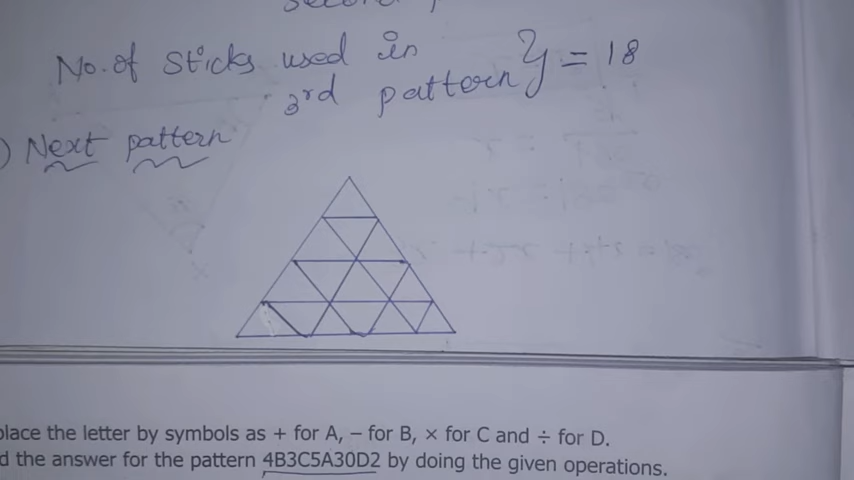 No. of sticks used in
3rd pattern } = 18
) Next pattern
place the letter by symbols as + for A, – for B, × for C and ÷ for D.
d the answer for the pattern 4B3C5A30D2 by doing the given operations.